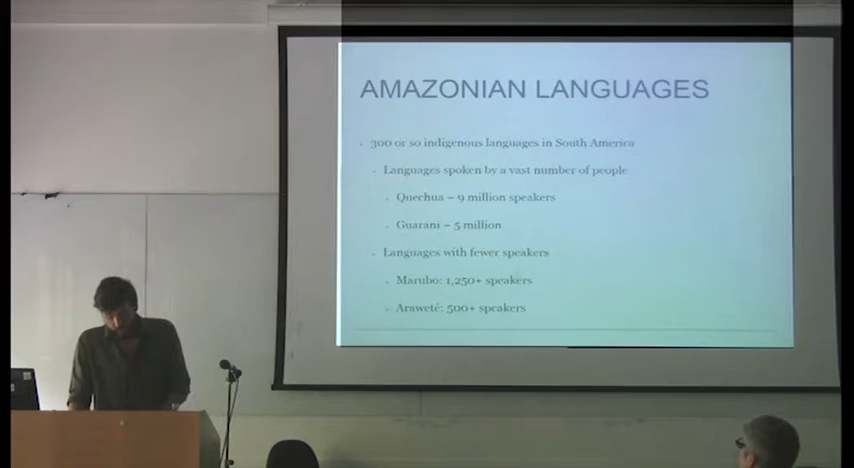 AMAZONIAN LANGUAGES
300 or so indigenous languages in South America
Languages spoken by a vast number of people
Quechua – 9 million speakers
Guarani – 5 million
Languages with fewer speakers
Marubo: 1,250+ speakers
Araweté: 500+ speakers